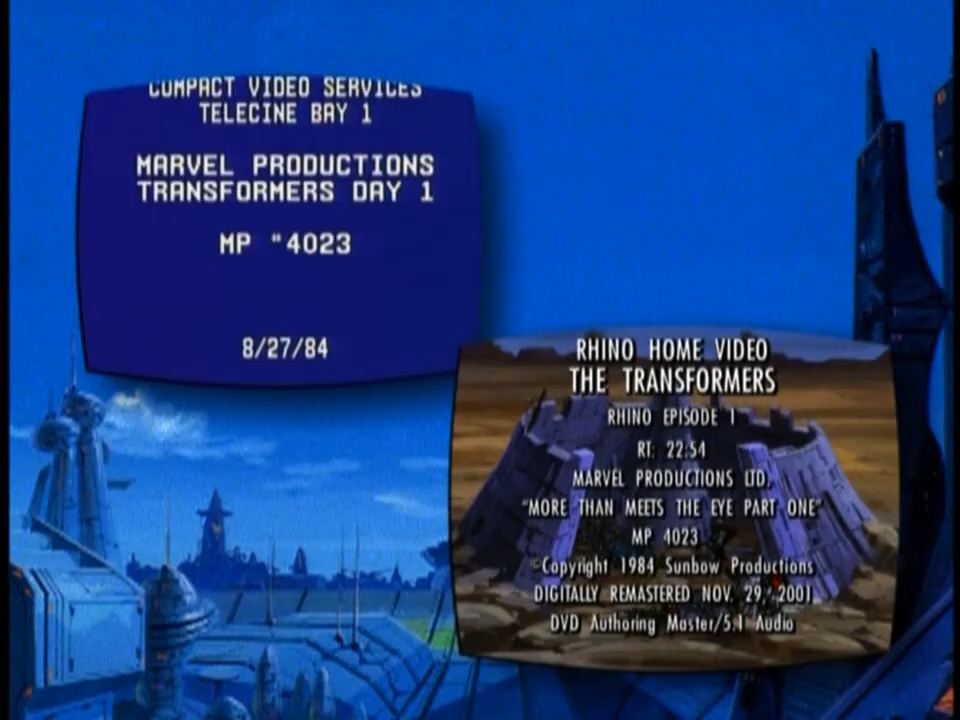 COMPACT VIDEO SERVICES
TELECINE BAY 1
MARVEL PRODUCTIONS
TRANSFORMERS DAY 1
MP "4023
8/27/84
RHINO HOME VIDEO
THE TRANSFORMERS
RHINO EPISODE 1
RT: 22:54
MARVEL PRODUCTIONS LTD.
"MORE THAN MEETS THE EYE PART ONE"
MP 4023
©Copyright 1984 Sunbow Productions
DIGITALLY REMASTERED NOV. 29, 2001
DVD Authoring Master/5.1 Audio